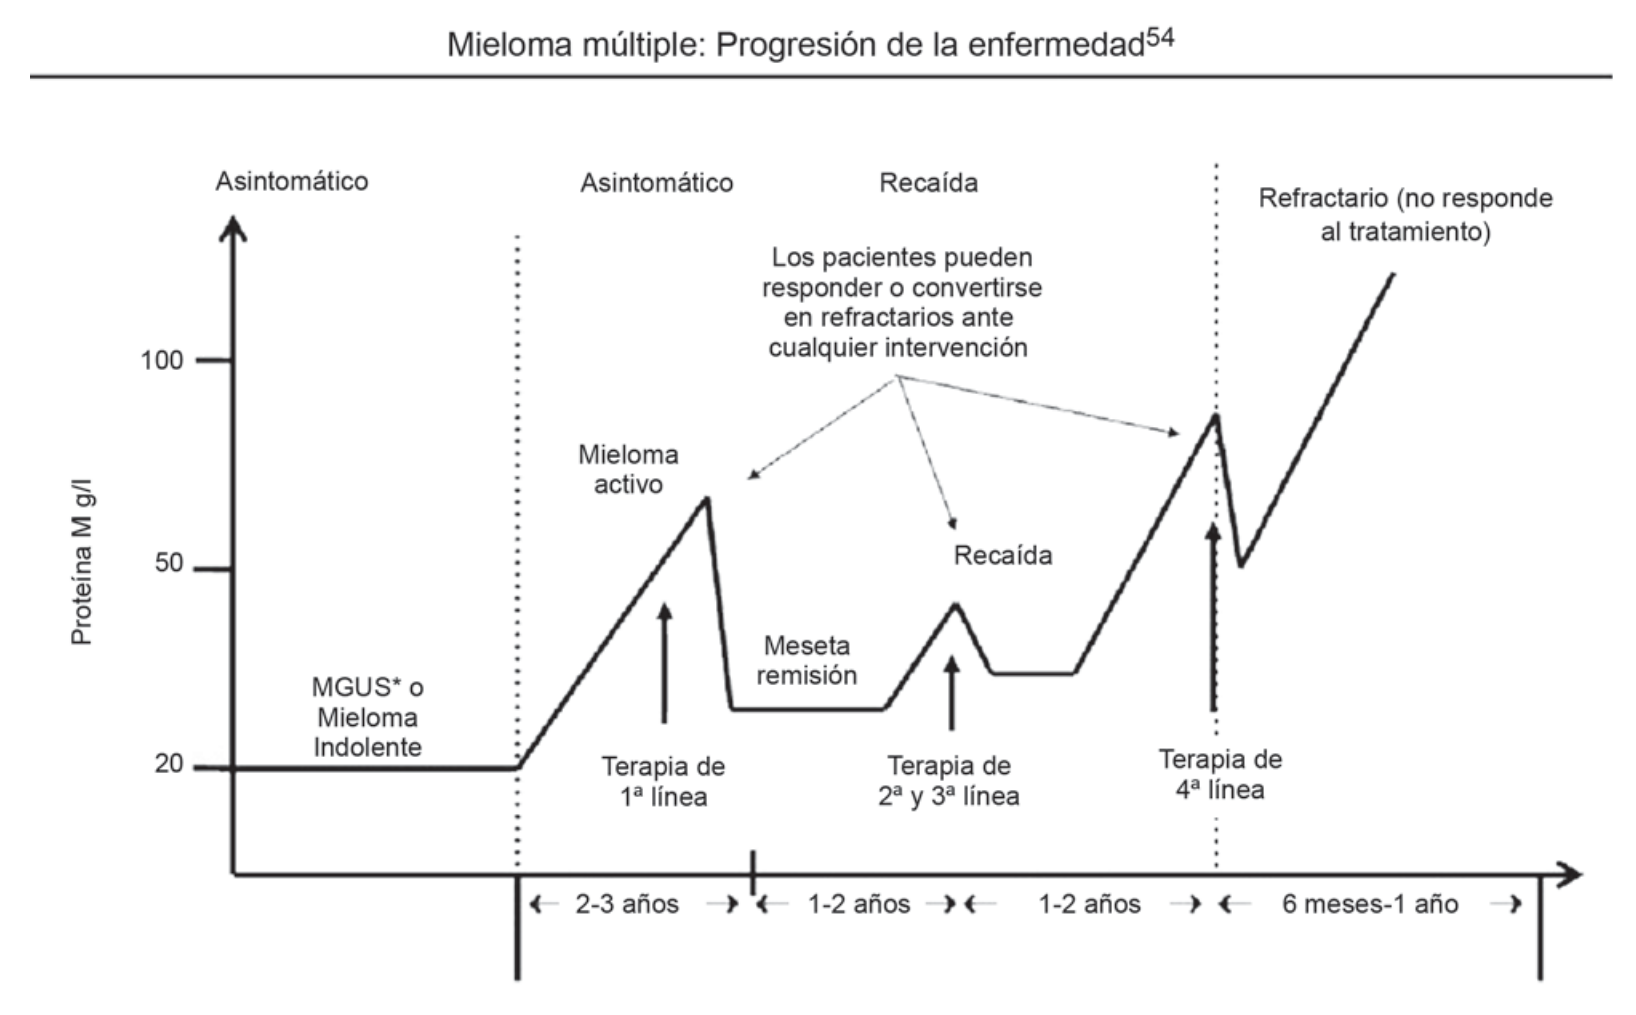 Mieloma múltiple: Progresión de la enfermedad54
Asintomático
Asintomático
Recaída
Refractario (no responde
al tratamiento)
Los pacientes pueden
responder o convertirse
en refractarios ante
cualquier intervención
100
Mieloma
activo
Proteína M g/l
50
Recaída
Meseta
remisión
MGUS* o
Mieloma
Indolente
20
Terapia de
1ª línea
Terapia de
2ª y 3ª línea
Terapia de
4ª línea
2-3 años
1-2 años
1-2 años
6 meses-1 año